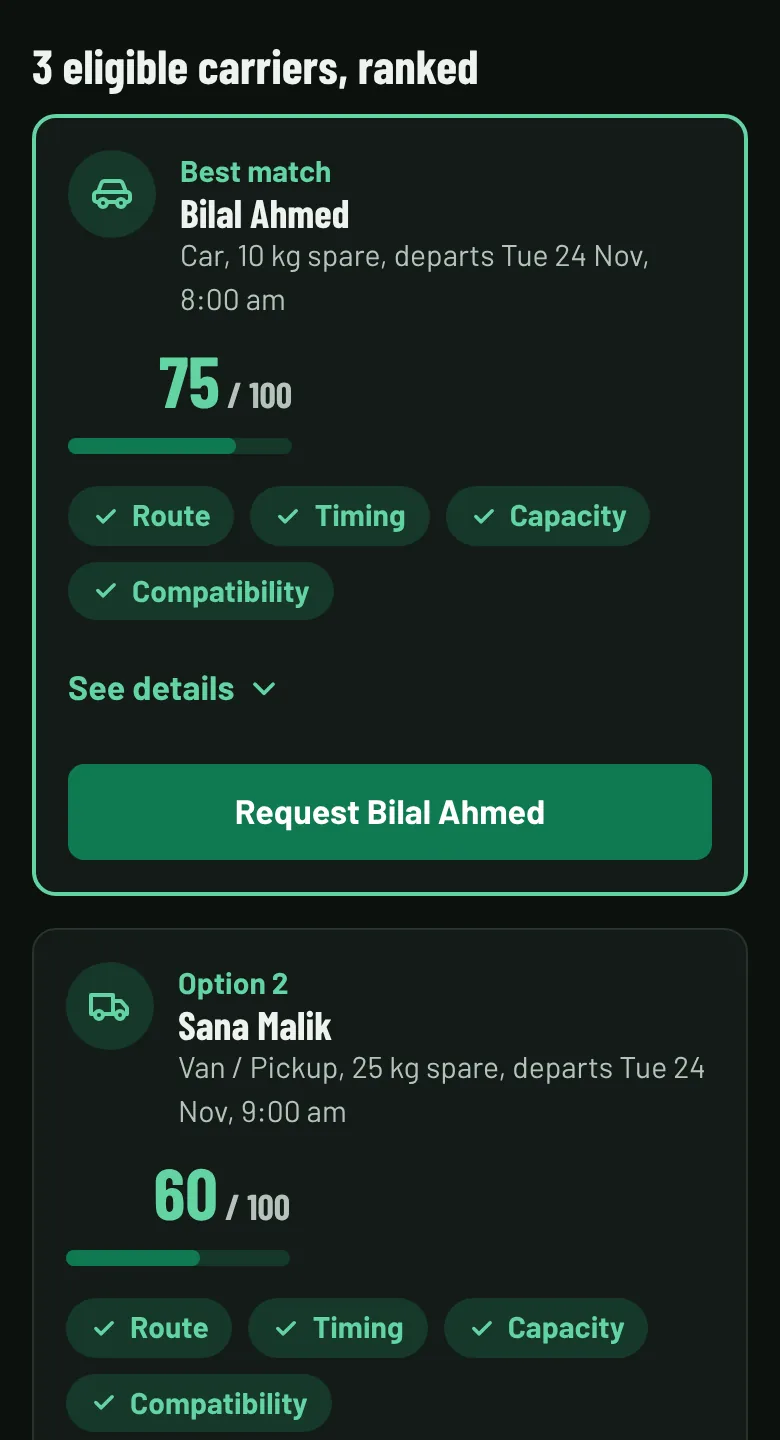 3 eligible carriers, ranked
Best match
Bilal Ahmed
Car, 10 kg spare, departs Tue 24 Nov,
8:00 am
75 / 100
Route
Timing
Capacity
Compatibility
See details
Request Bilal Ahmed
Option 2
Sana Malik
Van / Pickup, 25 kg spare, departs Tue 24
Nov, 9:00 am
60 / 100
Route
Timing
Capacity
Compatibility